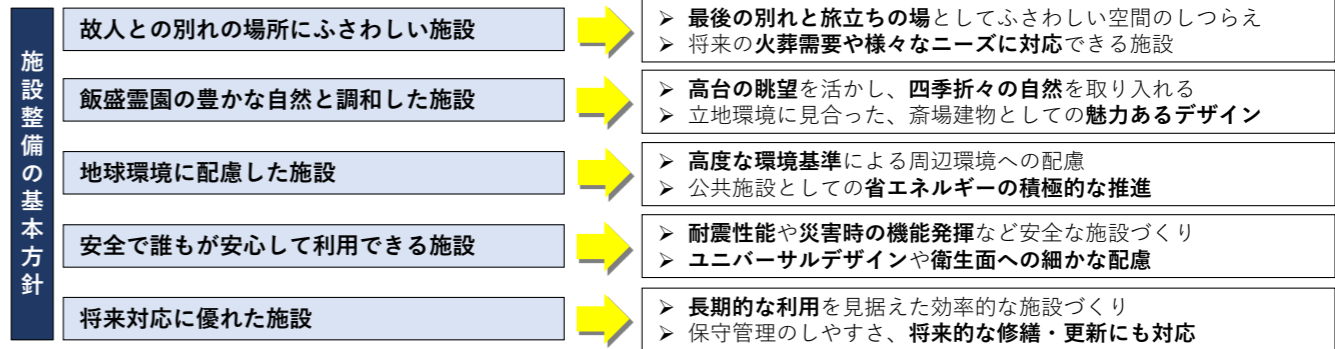 施設整備の基本方針
故人との別れの場所にふさわしい施設
➢ 最後の別れと旅立ちの場としてふさわしい空間のしつらえ
➢ 将来の火葬需要や様々なニーズに対応できる施設
飯盛霊園の豊かな自然と調和した施設
➢ 高台の眺望を活かし、四季折々の自然を取り入れる
➢ 立地環境に見合った、斎場建物としての魅力あるデザイン
地球環境に配慮した施設
➢ 高度な環境基準による周辺環境への配慮
➢ 公共施設としての省エネルギーの積極的な推進
安全で誰もが安心して利用できる施設
➢ 耐震性能や災害時の機能発揮など安全な施設づくり
➢ ユニバーサルデザインや衛生面への細かな配慮
将来対応に優れた施設
➢ 長期的な利用を見据えた効率的な施設づくり
➢ 保守管理のしやすさ、将来的な修繕・更新にも対応